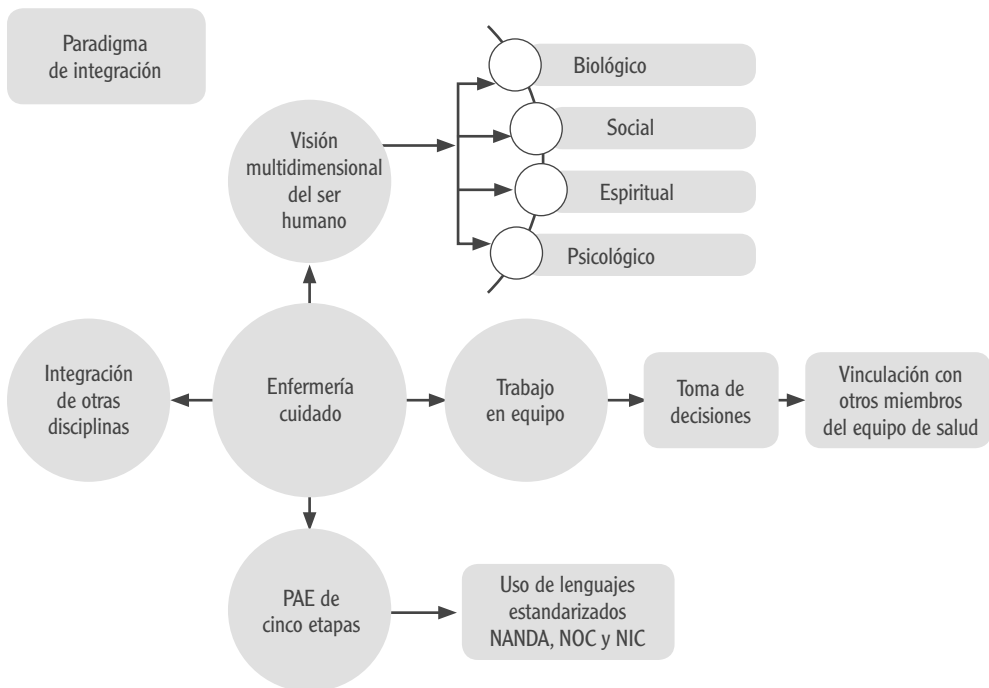 Paradigma
de integración
Visión
multidimensional
del ser
humano
Biológico
Social
Espiritual
Psicológico
Integración
de otras
disciplinas
Enfermería
cuidado
Trabajo
en equipo
Toma de
decisiones
Vinculación con
otros miembros
del equipo de salud
PAE de
cinco etapas
Uso de lenguajes
estandarizados
NANDA, NOC y NIC